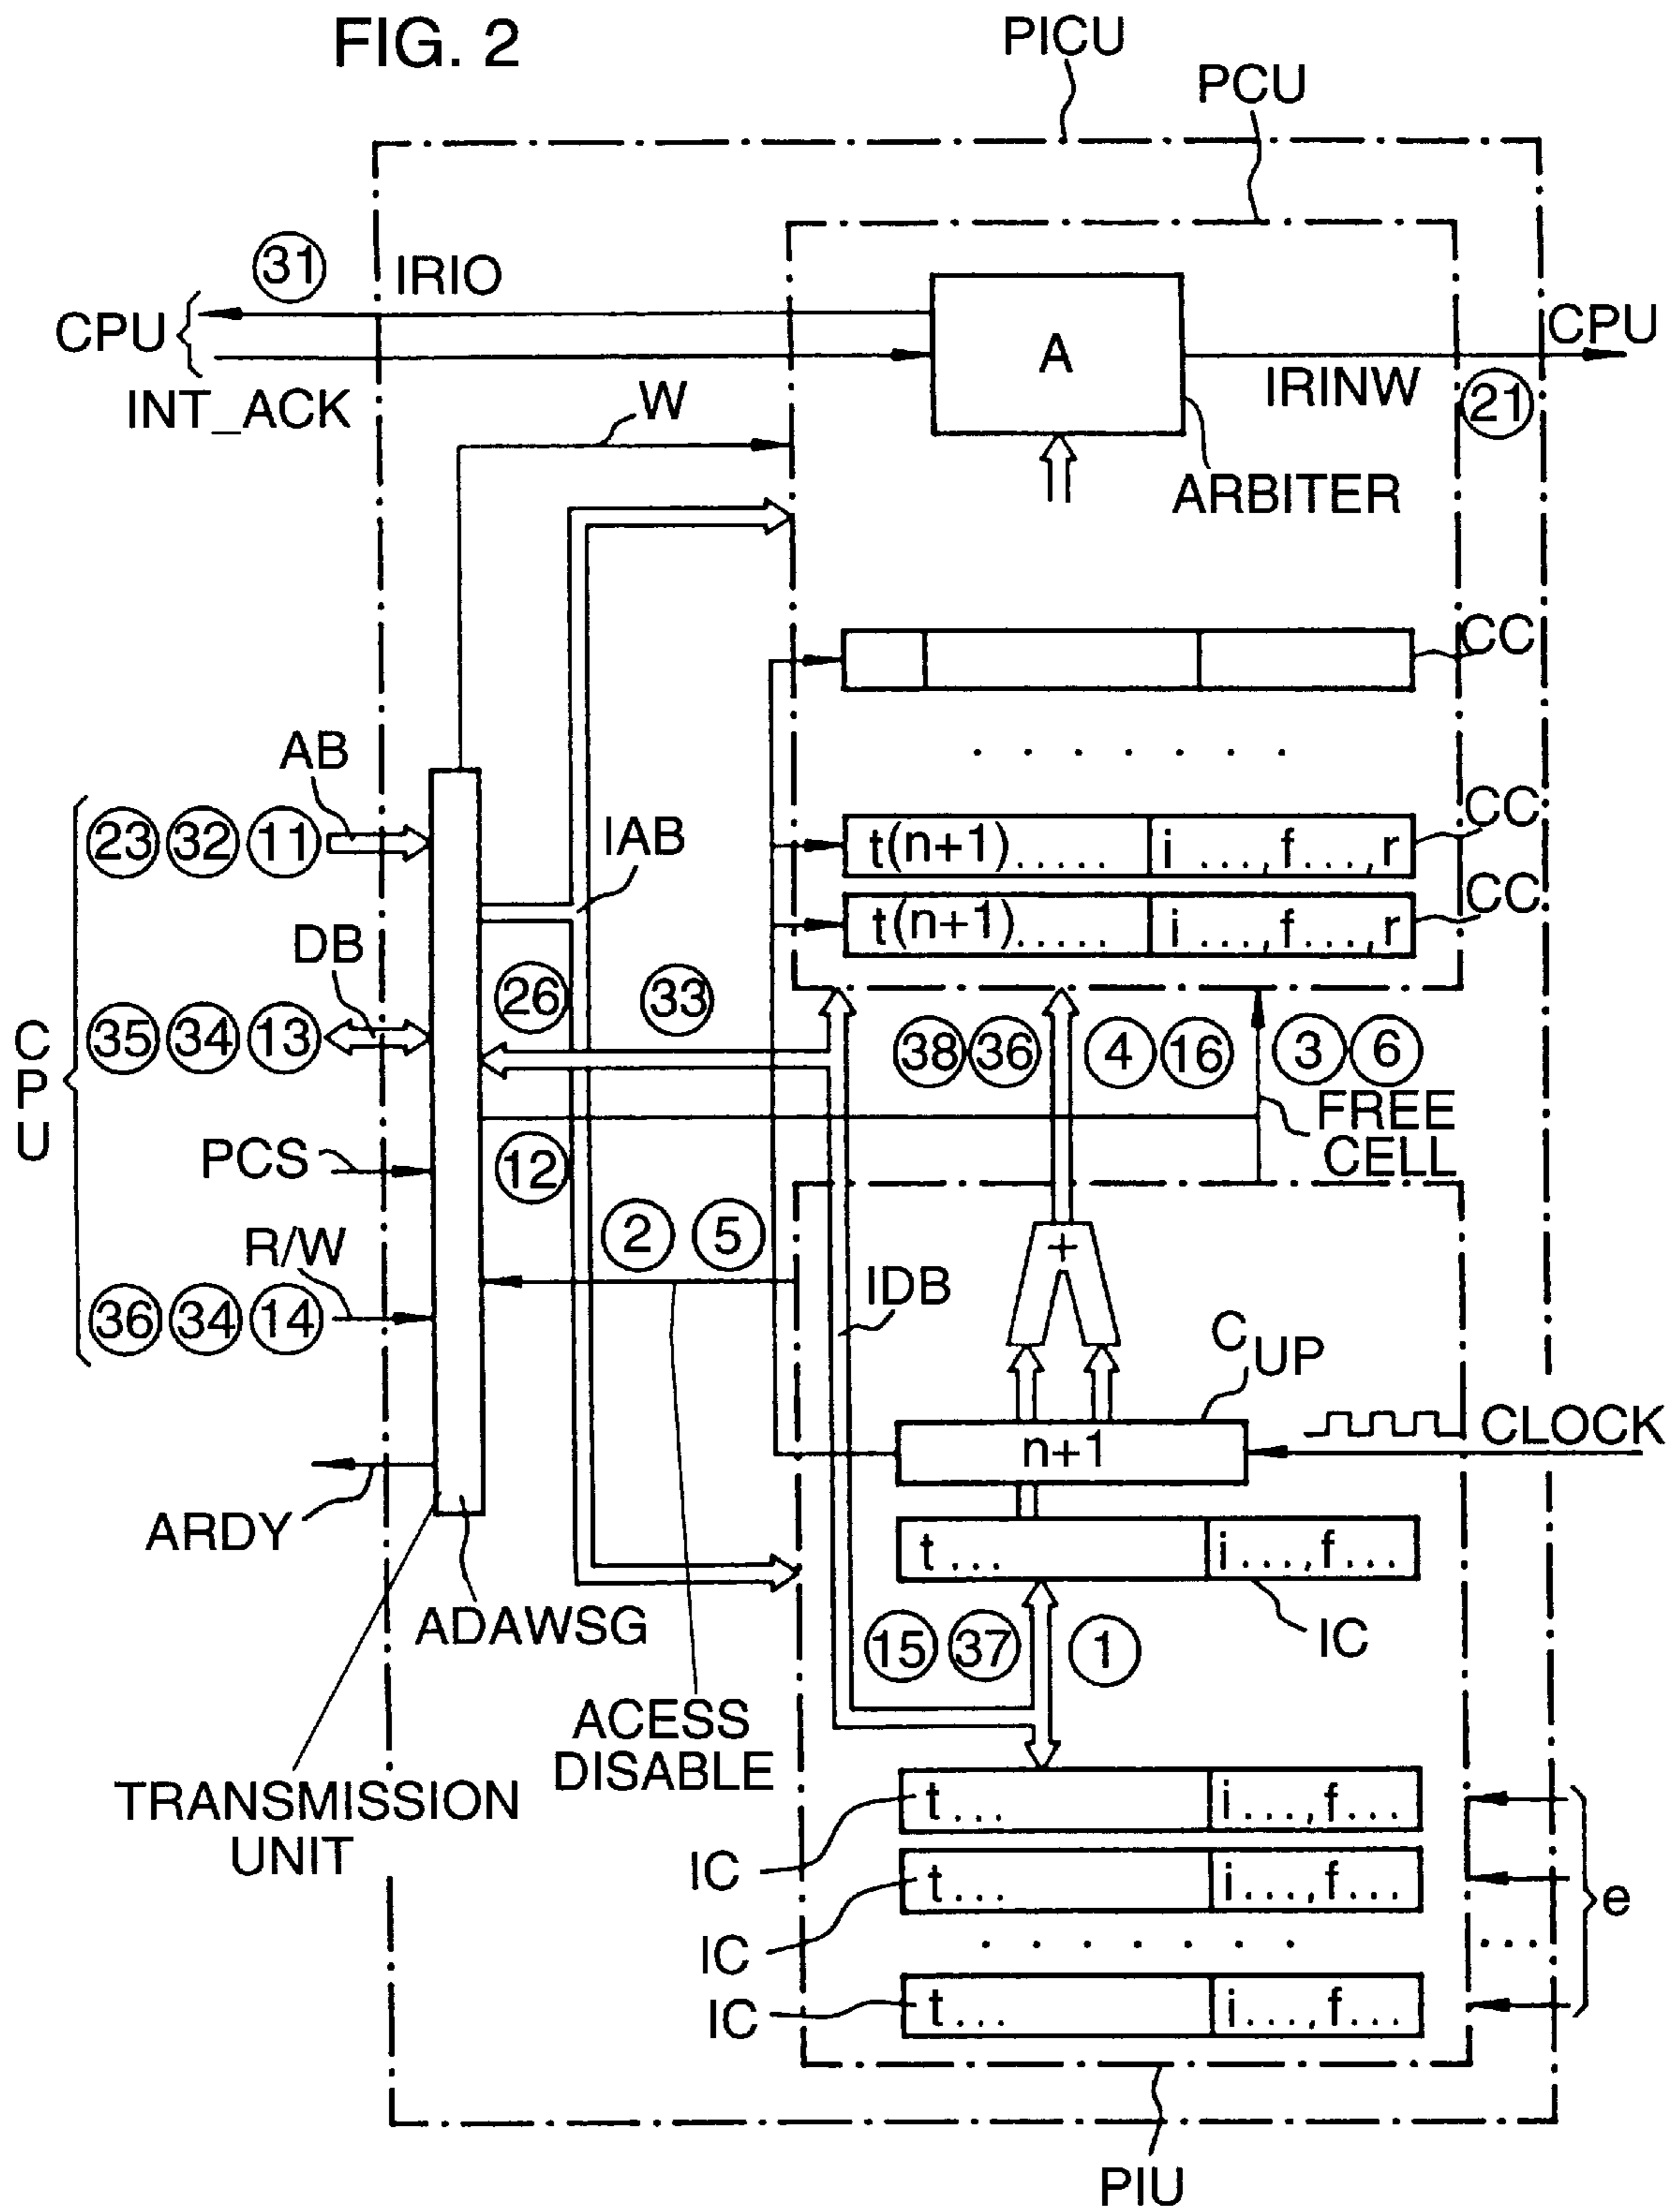 FIG. 2
PICU
PCU
31
IRIO
CPU
INT_ACK
A
CPU
IRINW
21
W
ARBITER
CC
. . . . . . .
AB
23 32 11
IAB
t(n+1)..... i ...,f...,r
CC
t(n+1)..... i ...,f...,r
CC
DB
35 34 13
CPU
26
33
38 36
4 16
3 6
FREE
CELL
PCS
12
R/W
36 34 14
2 5
IDB
+
CUP
n+1
CLOCK
ARDY
t... i...,f...
IC
ADAWSG
15 37 1
ACESS
DISABLE
TRANSMISSION
UNIT
t... i...,f...
IC
t... i...,f...
IC
e
. . . . . . . ...
t... i...,f...
IC
PIU